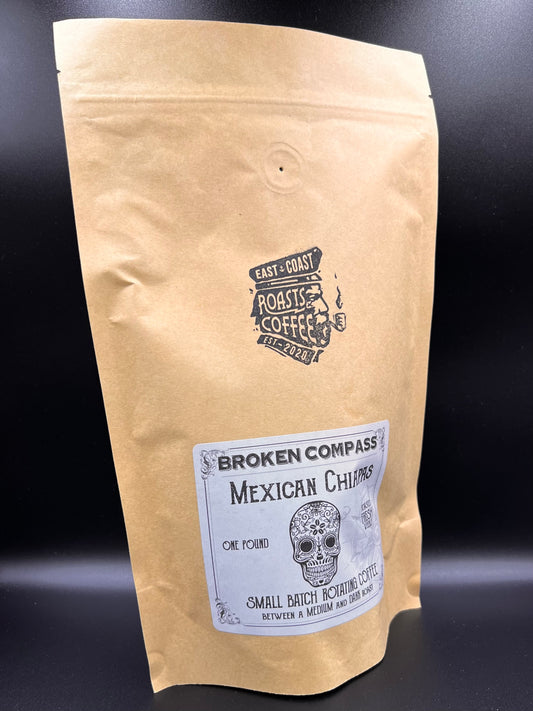 EAST COAST
ROASTS
COFFEE
EST-2020
BROKEN COMPASS
MEXICAN CHIAPAS
ONE POUND
SMALL BATCH ROTATING COFFEE
BETWEEN A MEDIUM AND DARK ROAST